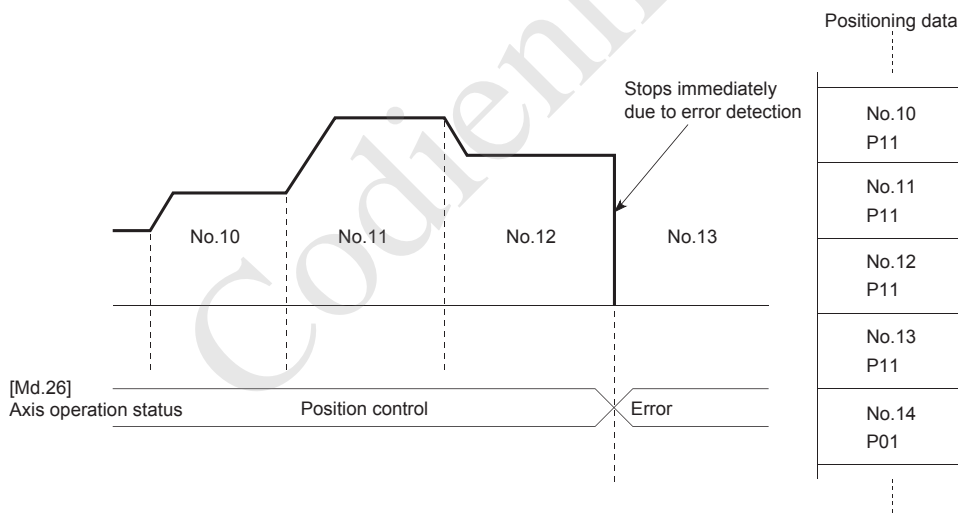 Positioning data
Stops immediately
due to error detection
No.10
No.11
No.12
No.13
[Md.26]
Axis operation status
Position control
Error
No.10
P11
No.11
P11
No.12
P11
No.13
P11
No.14
P01